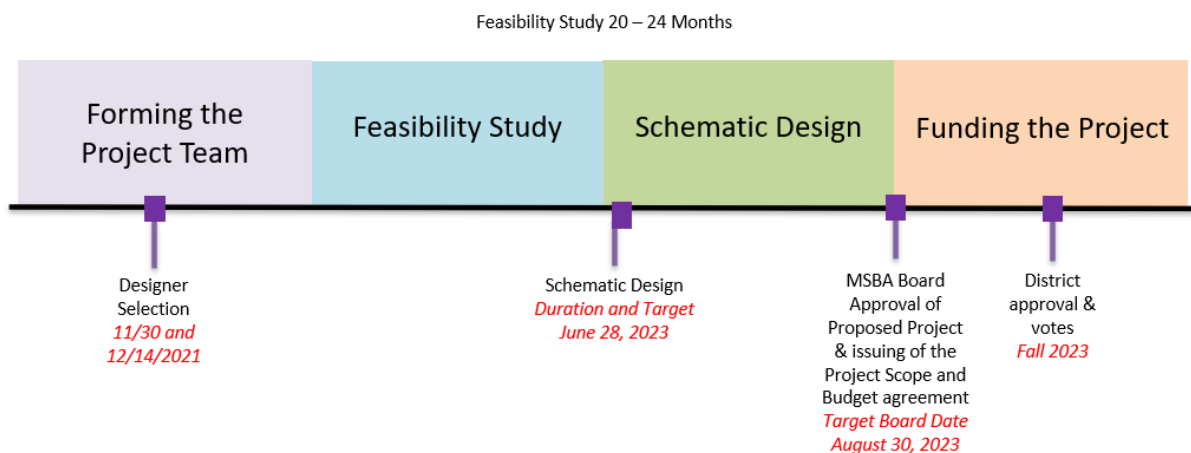 Feasibility Study 20 – 24 Months
Forming the
Project Team
Feasibility Study
Schematic Design
Funding the Project
Designer
Selection
11/30 and
12/14/2021
Schematic Design
Duration and Target
June 28, 2023
MSBA Board
Approval of
Proposed Project
& issuing of the
Project Scope and
Budget agreement
Target Board Date
August 30, 2023
District
approval &
votes
Fall 2023